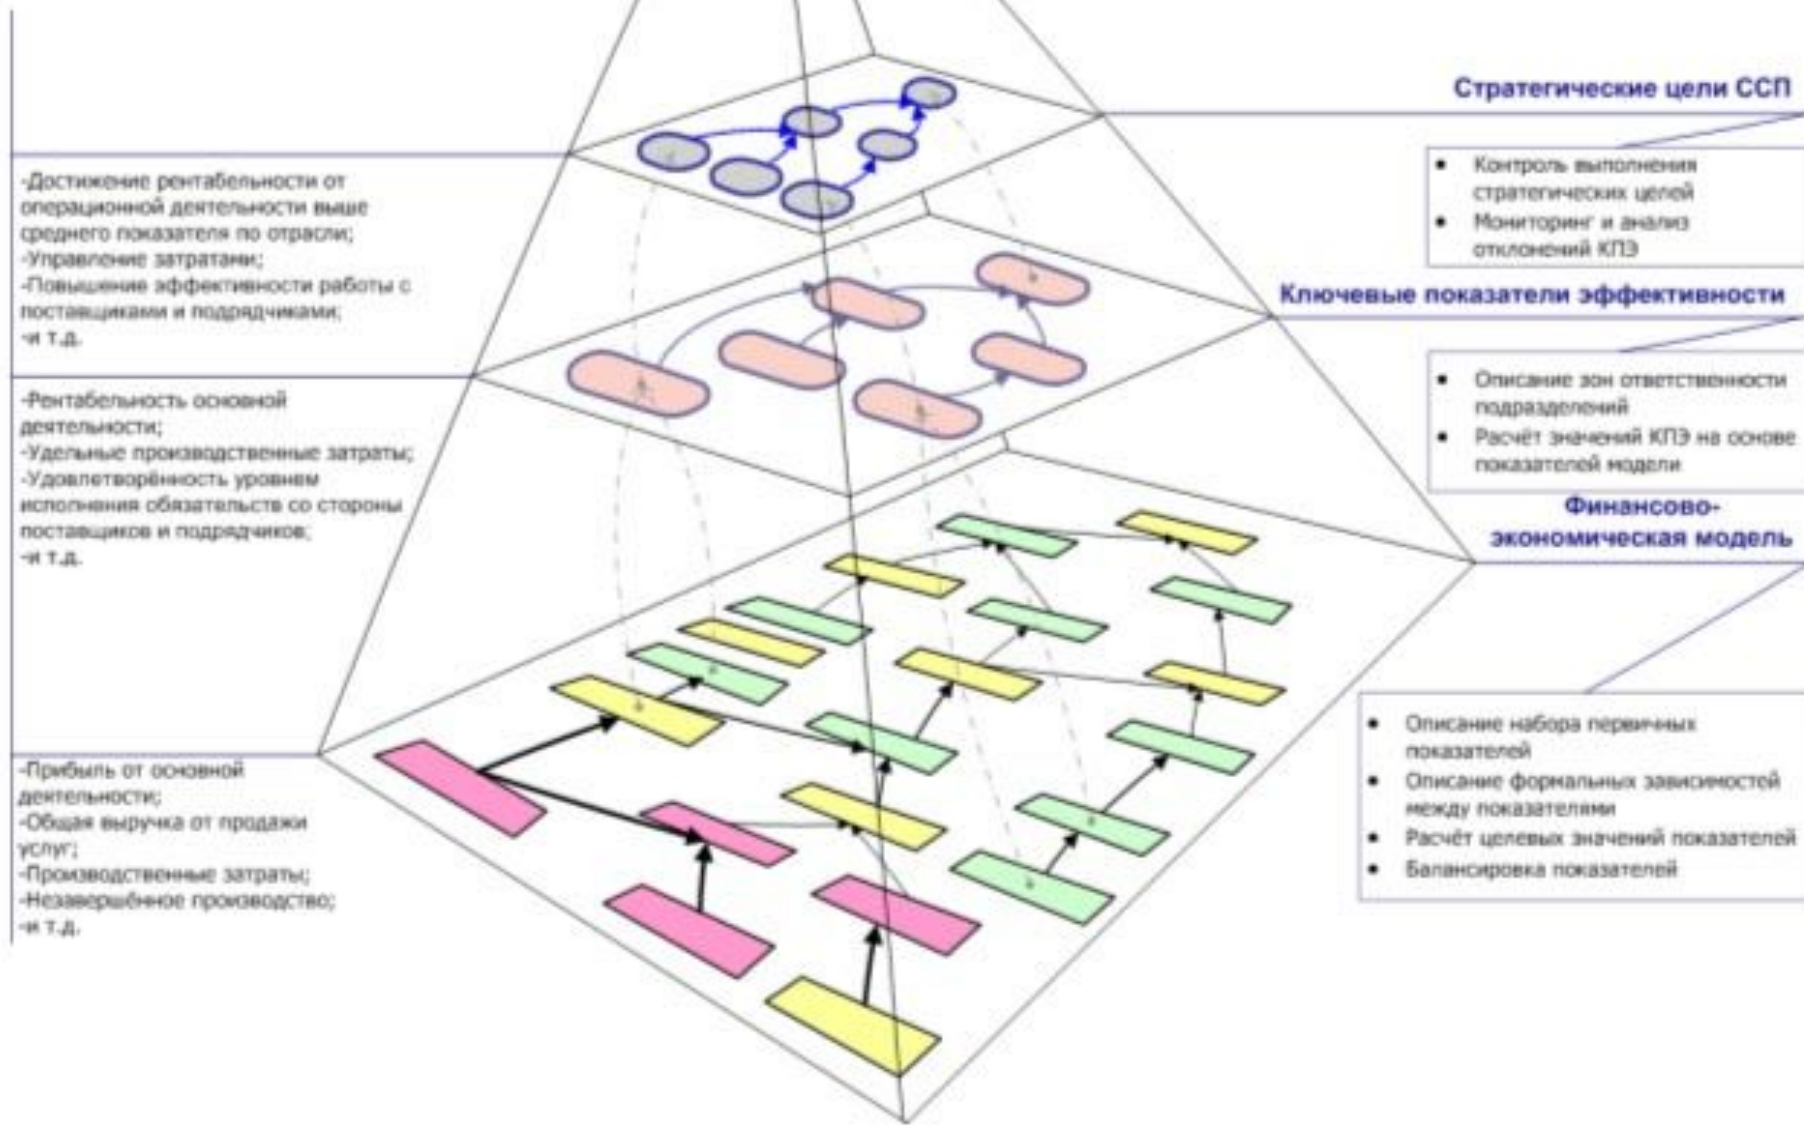 Стратегические цели ССП
• Контроль выполнения
стратегических целей
• Мониторинг и анализ
отклонений КПЭ
-Достижение рентабельности от
операционной деятельности выше
среднего показателя по отрасли;
-Управление затратами;
-Повышение эффективности работы с
поставщиками и подрядчиками;
-и т.д.
Ключевые показатели эффективности
• Описание зон ответственности
подразделений
• Расчёт значений КПЭ на основе
показателей модели
-Рентабельность основной
деятельности;
-Удельные производственные затраты;
-Удовлетворённость уровнем
исполнения обязательств со стороны
поставщиков и подрядчиков;
-и т.д.
Финансово-
экономическая модель
• Описание набора первичных
показателей
• Описание формальных зависимостей
между показателями
• Расчёт целевых значений показателей
• Балансировка показателей
-Прибыль от основной
деятельности;
-Общая выручка от продажи
услуг;
-Производственные затраты;
-Незавершённое производство;
-и т.д.